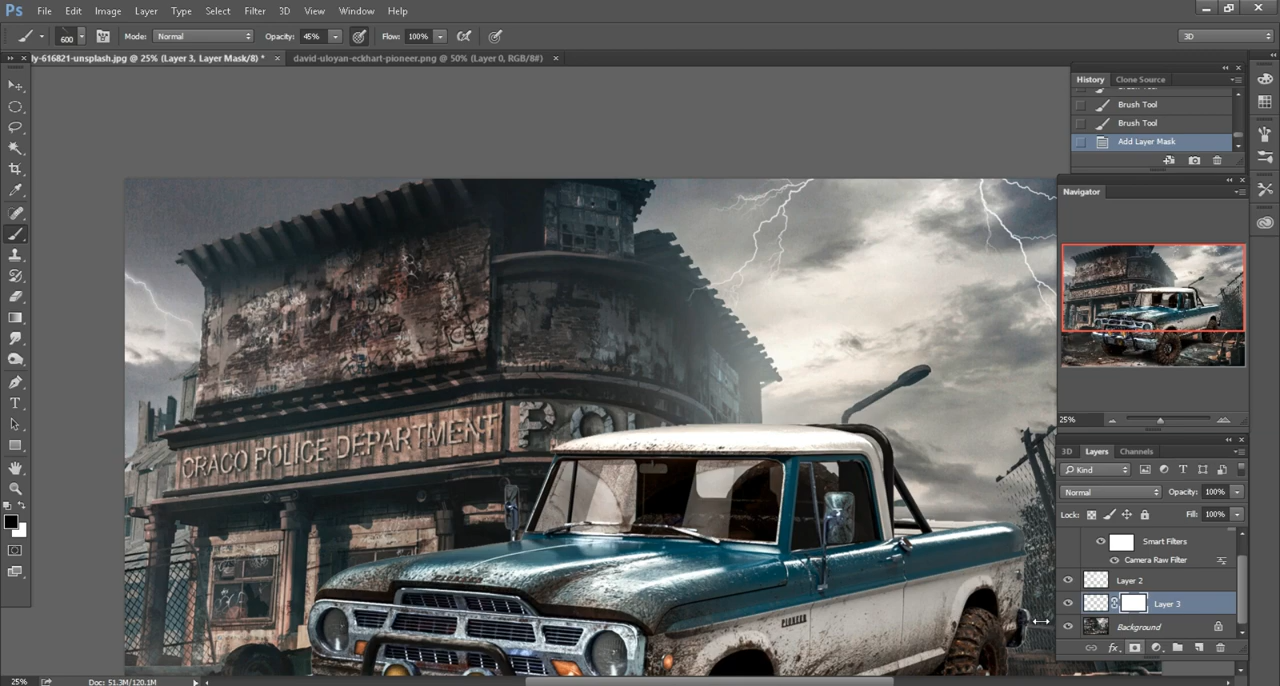 Ps File Edit Image Layer Type Select Filter 3D View Window Help
600 Mode: Normal Opacity: 45% Flow: 100% 3D
ly-616821-unsplash.jpg @ 25% (Layer 3, Layer Mask/8) * × david-uloyan-eckhart-pioneer.png @ 50% (Layer 0, RGB/8#) ×
History Clone Source
Brush Tool
Brush Tool
Add Layer Mask
Navigator
25%
3D Layers Channels
Kind
Normal Opacity: 100%
Lock: Fill: 100%
Smart Filters
Camera Raw Filter
Layer 2
Layer 3
Background
fx
CRACO POLICE DEPARTMENT
PIONEER
25% Doc: 51.3M/120.1M